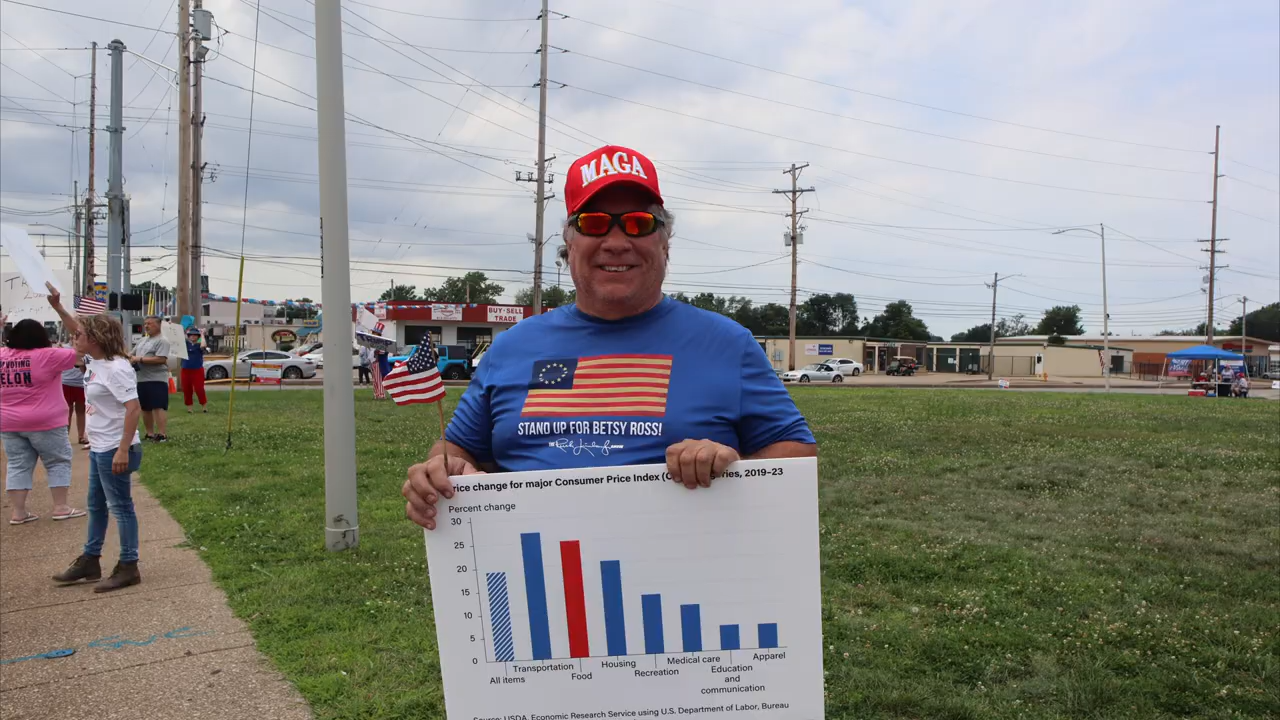 MAGA
BUY-SELL
TRADE
VOTING
ELON
STAND UP FOR BETSY ROSS!
rice change for major Consumer Price Index (C ries, 2019–23
Percent change
30
25
20
15
10
5
0
All items
Transportation
Food
Housing
Recreation
Medical care
Education
and
communication
Apparel
Source: USDA, Economic Research Service using U.S. Department of Labor, Bureau